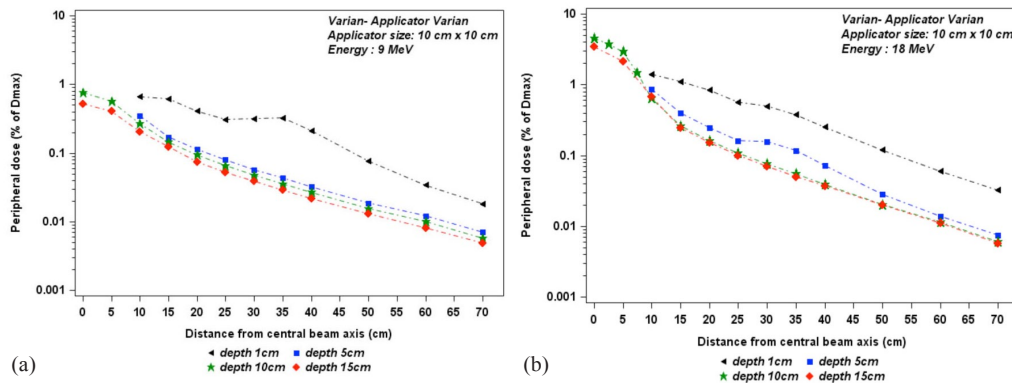 Varian- Applicator Varian
Applicator size: 10 cm x 10 cm
Energy : 9 MeV
Peripheral dose (% of Dmax)
10
1
0.1
0.01
0.001
0 5 10 15 20 25 30 35 40 45 50 55 60 65 70
Distance from central beam axis (cm)
depth 1cm depth 5cm
depth 10cm depth 15cm
(a)
Varian- Applicator Varian
Applicator size: 10 cm x 10 cm
Energy : 18 MeV
Peripheral dose (% of Dmax)
10
1
0.1
0.01
0.001
0 5 10 15 20 25 30 35 40 45 50 55 60 65 70
Distance from central beam axis (cm)
depth 1cm depth 5cm
depth 10cm depth 15cm
(b)